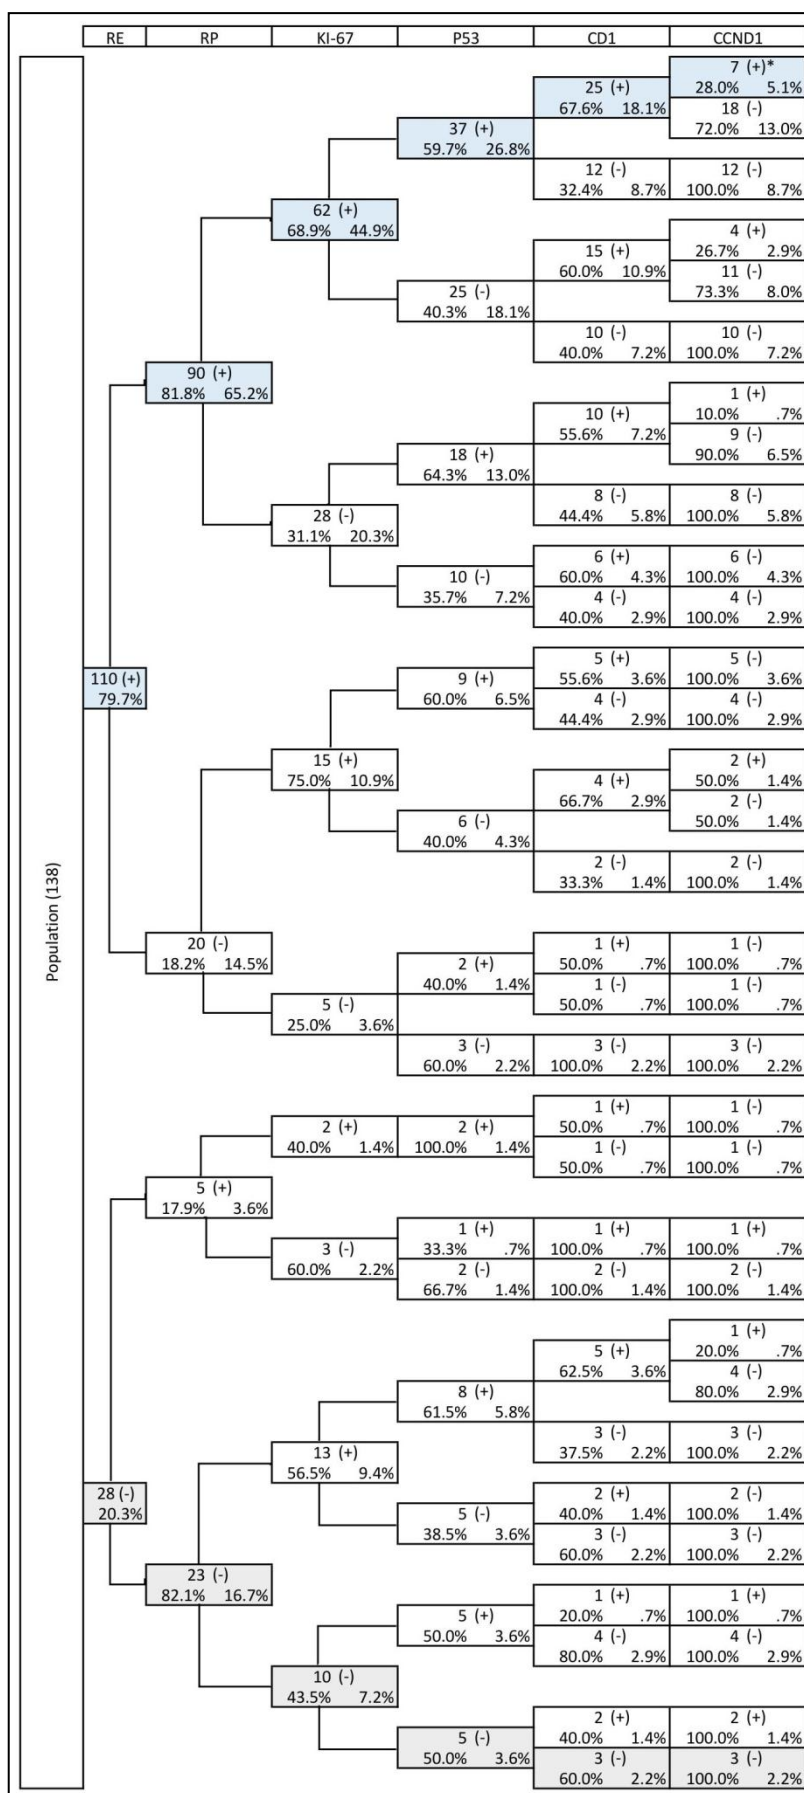 RE RP KI-67 P53 CD1 CCND1
7 (+)*
25 (+) 28.0% 5.1%
67.6% 18.1% 18 (-)
37 (+) 72.0% 13.0%
59.7% 26.8%
12 (-) 12 (-)
32.4% 8.7% 100.0% 8.7%
62 (+)
68.9% 44.9% 4 (+)
15 (+) 26.7% 2.9%
60.0% 10.9% 11 (-)
25 (-) 73.3% 8.0%
40.3% 18.1%
10 (-) 10 (-)
40.0% 7.2% 100.0% 7.2%
90 (+)
81.8% 65.2% 1 (+)
10 (+) 10.0% .7%
55.6% 7.2% 9 (-)
18 (+) 90.0% 6.5%
64.3% 13.0%
8 (-) 8 (-)
28 (-) 44.4% 5.8% 100.0% 5.8%
31.1% 20.3%
6 (+) 6 (-)
10 (-) 60.0% 4.3% 100.0% 4.3%
35.7% 7.2% 4 (-) 4 (-)
40.0% 2.9% 100.0% 2.9%
110 (+) 9 (+) 5 (+) 5 (-)
79.7% 60.0% 6.5% 55.6% 3.6% 100.0% 3.6%
4 (-) 4 (-)
44.4% 2.9% 100.0% 2.9%
15 (+)
75.0% 10.9% 2 (+)
4 (+) 50.0% 1.4%
66.7% 2.9% 2 (-)
6 (-) 50.0% 1.4%
40.0% 4.3%
2 (-) 2 (-)
33.3% 1.4% 100.0% 1.4%
Population (138)
20 (-) 1 (+) 1 (-)
18.2% 14.5% 2 (+) 50.0% .7% 100.0% .7%
40.0% 1.4% 1 (-) 1 (-)
5 (-) 50.0% .7% 100.0% .7%
25.0% 3.6%
3 (-) 3 (-) 3 (-)
60.0% 2.2% 100.0% 2.2% 100.0% 2.2%
1 (+) 1 (-)
2 (+) 2 (+) 50.0% .7% 100.0% .7%
40.0% 1.4% 100.0% 1.4% 1 (-) 1 (-)
50.0% .7% 100.0% .7%
5 (+)
17.9% 3.6%
1 (+) 1 (+) 1 (+)
3 (-) 33.3% .7% 100.0% .7% 100.0% .7%
60.0% 2.2% 2 (-) 2 (-) 2 (-)
66.7% 1.4% 100.0% 1.4% 100.0% 1.4%
1 (+)
5 (+) 20.0% .7%
62.5% 3.6% 4 (-)
8 (+) 80.0% 2.9%
61.5% 5.8%
3 (-) 3 (-)
13 (+) 37.5% 2.2% 100.0% 2.2%
56.5% 9.4%
28 (-) 2 (+) 2 (-)
20.3% 5 (-) 40.0% 1.4% 100.0% 1.4%
38.5% 3.6% 3 (-) 3 (-)
60.0% 2.2% 100.0% 2.2%
23 (-)
82.1% 16.7% 1 (+) 1 (+)
5 (+) 20.0% .7% 100.0% .7%
50.0% 3.6% 4 (-) 4 (-)
10 (-) 80.0% 2.9% 100.0% 2.9%
43.5% 7.2%
2 (+) 2 (+)
5 (-) 40.0% 1.4% 100.0% 1.4%
50.0% 3.6% 3 (-) 3 (-)
60.0% 2.2% 100.0% 2.2%